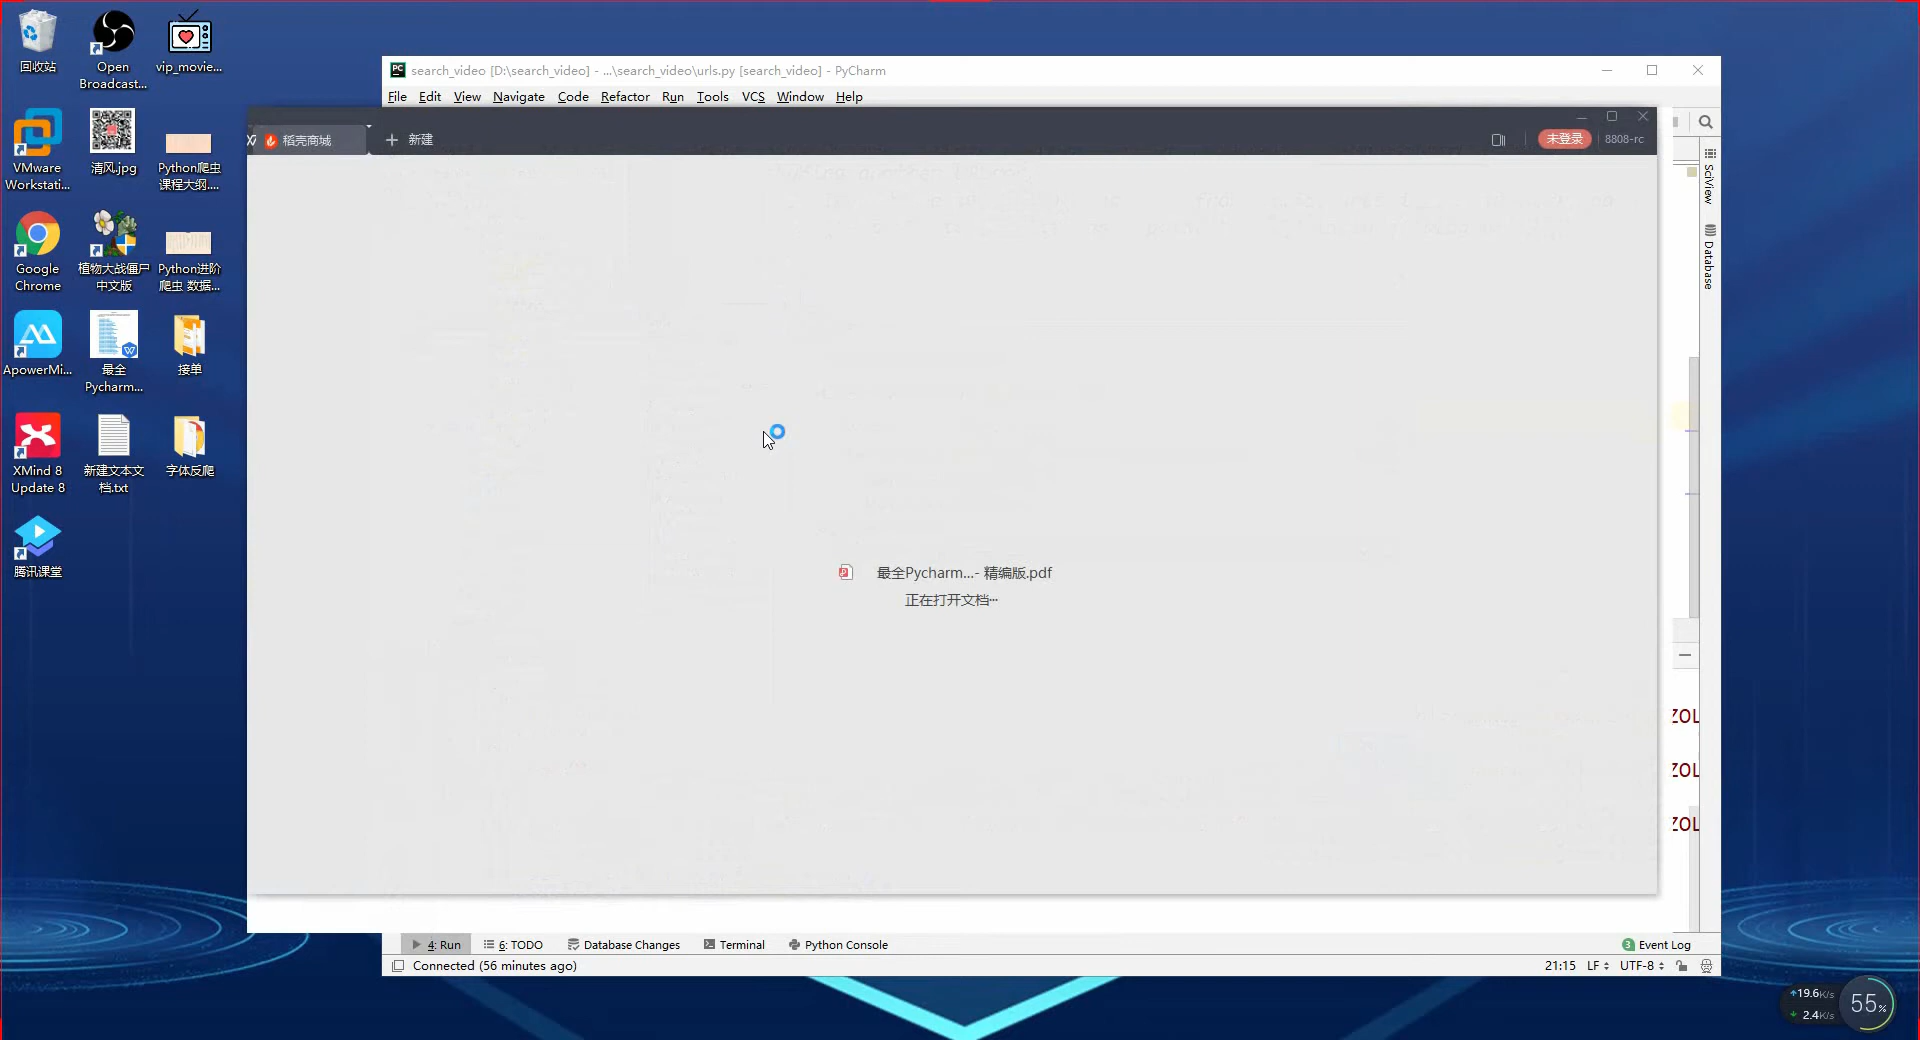 回收站
Open
Broadcast...
vip_movie...
VMware
Workstati...
清风.jpg
Python爬虫
课程大纲....
Google
Chrome
植物大战僵尸
中文版
Python进阶
爬虫 数据...
ApowerMi...
最全
Pycharm...
接单
XMind 8
Update 8
新建文本文
档.txt
字体反爬
腾讯课堂
search_video [D:\search_video] - ...\search_video\urls.py [search_video] - PyCharm
File Edit View Navigate Code Refactor Run Tools VCS Window Help
稻壳商城
新建
未登录
8808-rc
SciView
Database
最全Pycharm...- 精编版.pdf
正在打开文档...
ZOL
ZOL
ZOL
4: Run 6: TODO Database Changes Terminal Python Console
3 Event Log
Connected (56 minutes ago)
21:15 LF UTF-8
19.6K/s
2.4K/s
55%